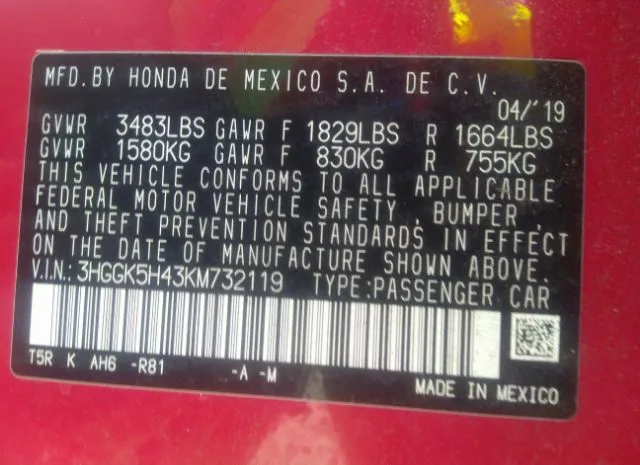 MFD. BY HONDA DE MEXICO S.A. DE C.V.
04/'19
GVWR 3483LBS GAWR F 1829LBS R 1664LBS
GVWR 1580KG GAWR F 830KG R 755KG
THIS VEHICLE CONFORMS TO ALL APPLICABLE
FEDERAL MOTOR VEHICLE SAFETY, BUMPER,
AND THEFT PREVENTION STANDARDS IN EFFECT
ON THE DATE OF MANUFACTURE SHOWN ABOVE.
V.I.N.: 3HGGK5H43KM732119 TYPE:PASSENGER CAR
T5R K AH6 -R81 -A -M
MADE IN MEXICO